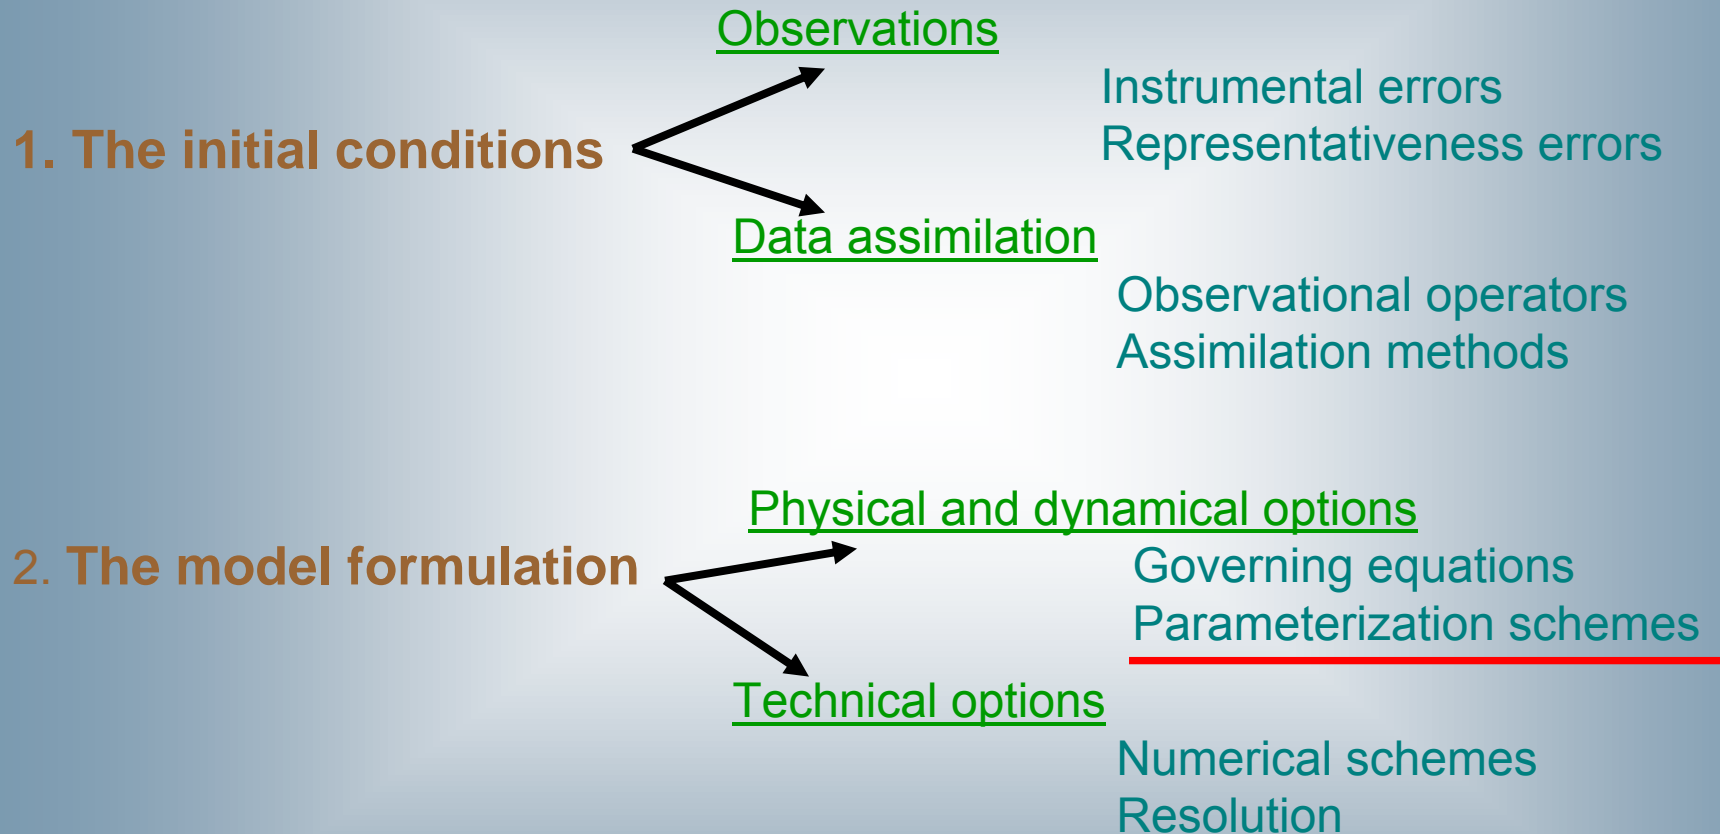 Observations
Instrumental errors
1. The initial conditions
Representativeness errors
Data assimilation
Observational operators
Assimilation methods
Physical and dynamical options
2. The model formulation
Governing equations
Parameterization schemes
Technical options
Numerical schemes
Resolution